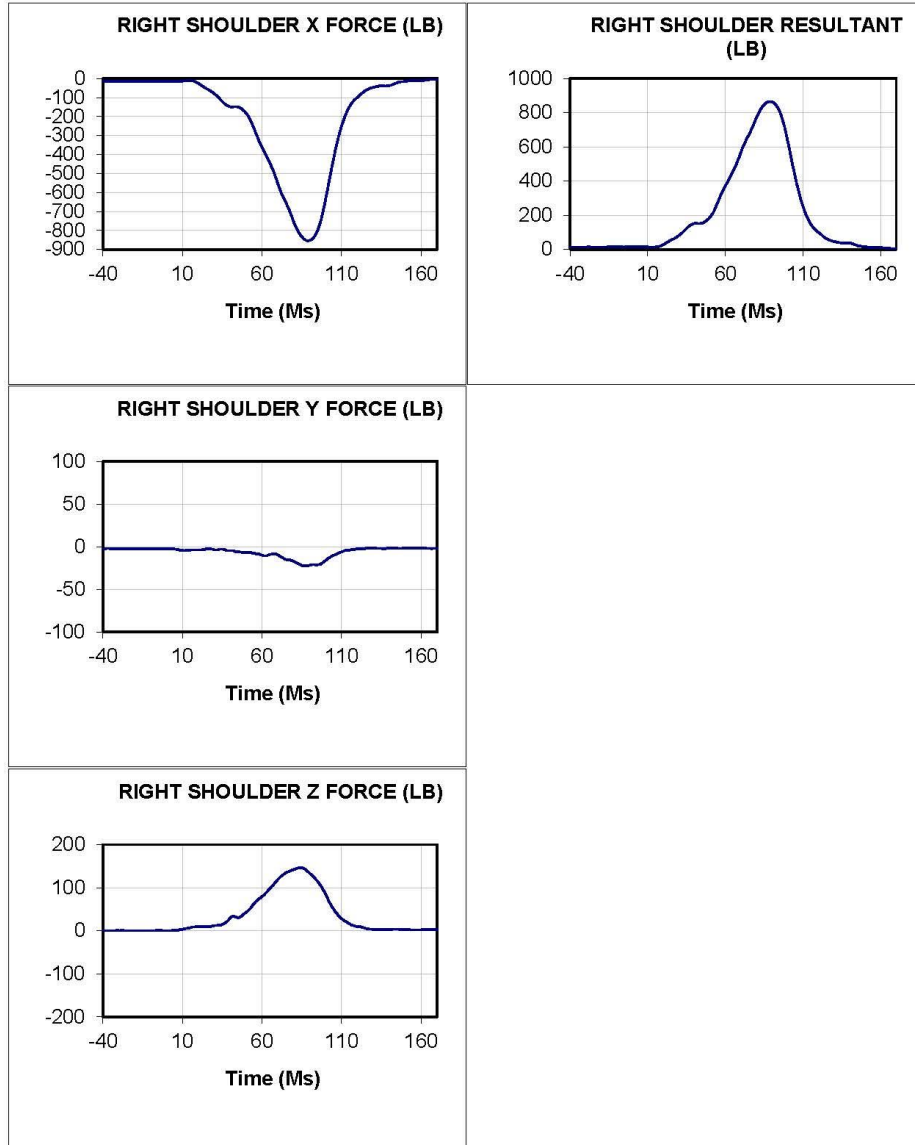 RIGHT SHOULDER X FORCE (LB)
0
-100
-200
-300
-400
-500
-600
-700
-800
-900
-40 10 60 110 160
Time (Ms)
RIGHT SHOULDER RESULTANT
(LB)
1000
800
600
400
200
0
-40 10 60 110 160
Time (Ms)
RIGHT SHOULDER Y FORCE (LB)
100
50
0
-50
-100
-40 10 60 110 160
Time (Ms)
RIGHT SHOULDER Z FORCE (LB)
200
100
0
-100
-200
-40 10 60 110 160
Time (Ms)